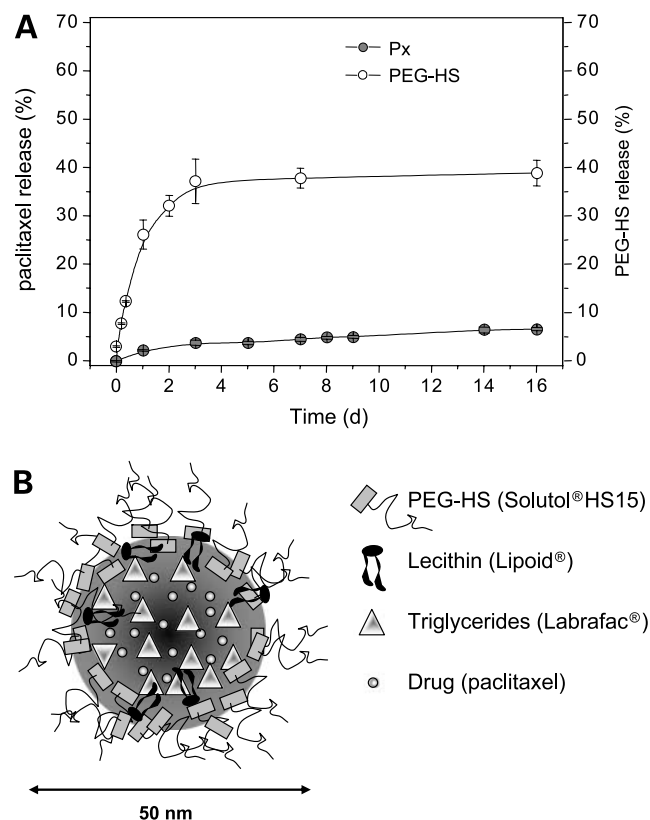 A
70
60
50
40
30
20
10
0
paclitaxel release (%)
Px
PEG-HS
70
60
50
40
30
20
10
0
PEG-HS release (%)
0 2 4 6 8 10 12 14 16
Time (d)
B
PEG-HS (Solutol®HS15)
Lecithin (Lipoid®)
Triglycerides (Labrafac®)
Drug (paclitaxel)
50 nm